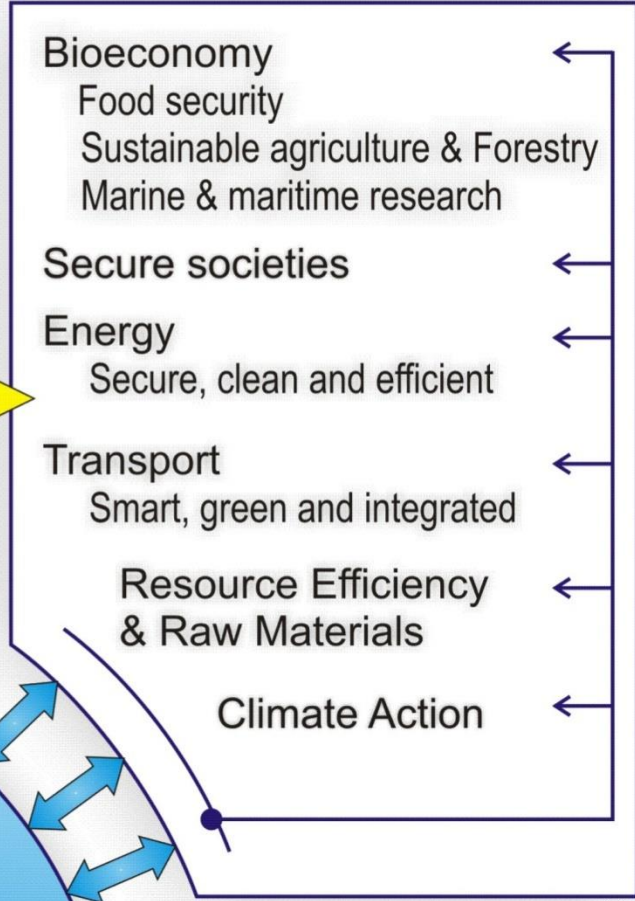 Bioeconomy
Food security
Sustainable agriculture & Forestry
Marine & maritime research
Secure societies
Energy
Secure, clean and efficient
Transport
Smart, green and integrated
Resource Efficiency
& Raw Materials
Climate Action